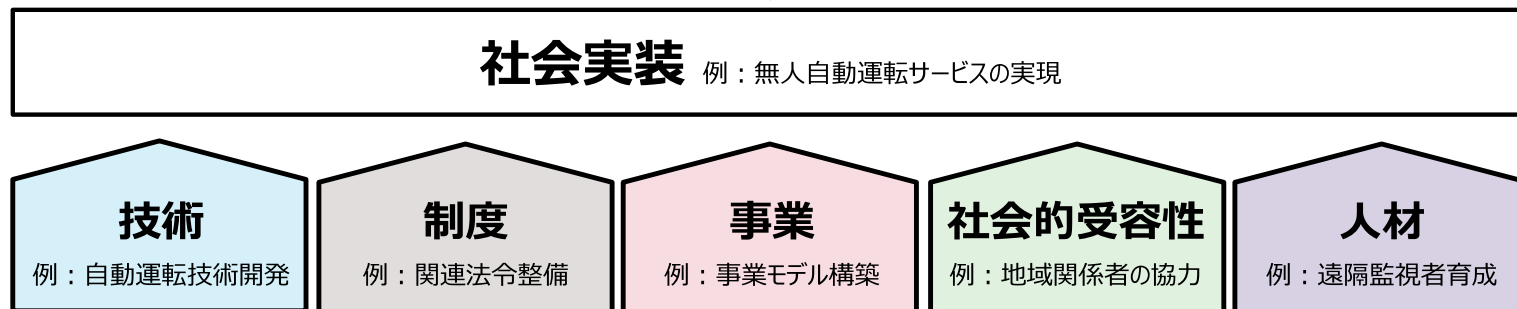 社会実装 例：無人自動運転サービスの実現
技術
例：自動運転技術開発
制度
例：関連法令整備
事業
例：事業モデル構築
社会的受容性
例：地域関係者の協力
人材
例：遠隔監視者育成